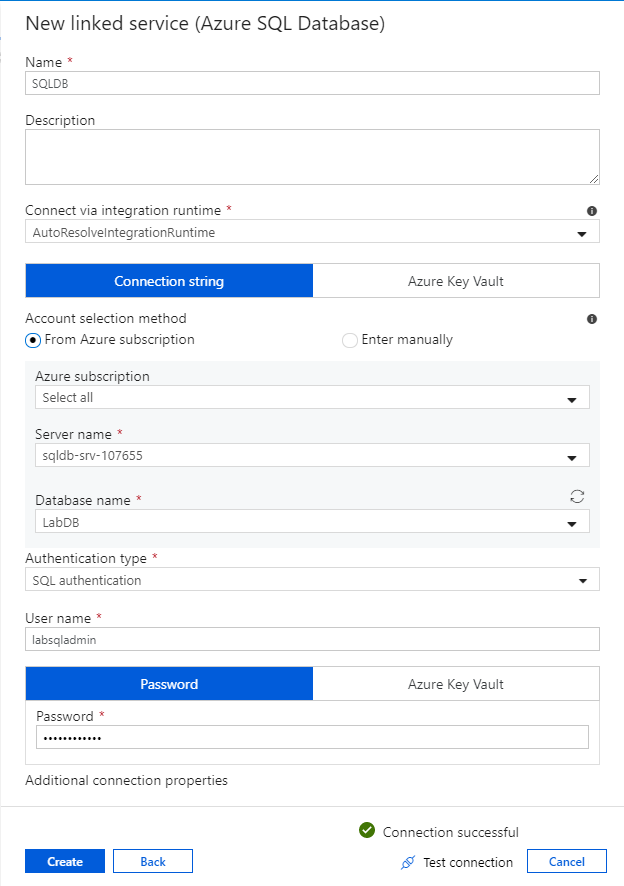 New linked service (Azure SQL Database)
Name *
SQLDB
Description
Connect via integration runtime *
AutoResolveIntegrationRuntime
Connection string
Azure Key Vault
Account selection method
From Azure subscription
Enter manually
Azure subscription
Select all
Server name *
sqldb-srv-107655
Database name *
LabDB
Authentication type *
SQL authentication
User name *
labsqladmin
Password
Azure Key Vault
Password *
••••••••••••
Additional connection properties
Connection successful
Create
Back
Test connection
Cancel